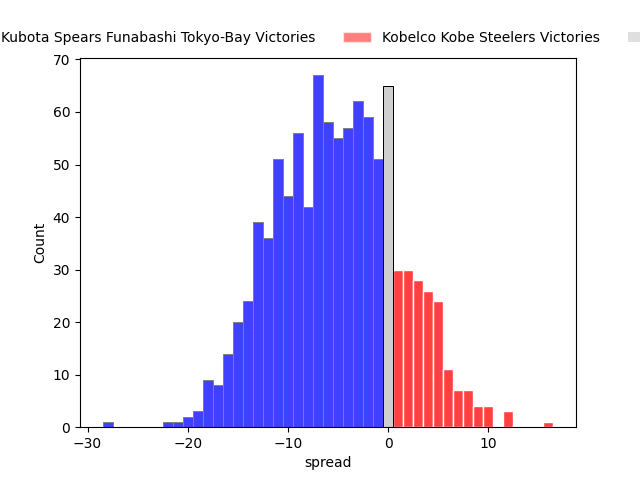 Kubota Spears Funabashi Tokyo-Bay Victories Kobelco Kobe Steelers Victories
70
60
50
40
30
20
10
0
Count
−30 −20 −10 0 10
spread